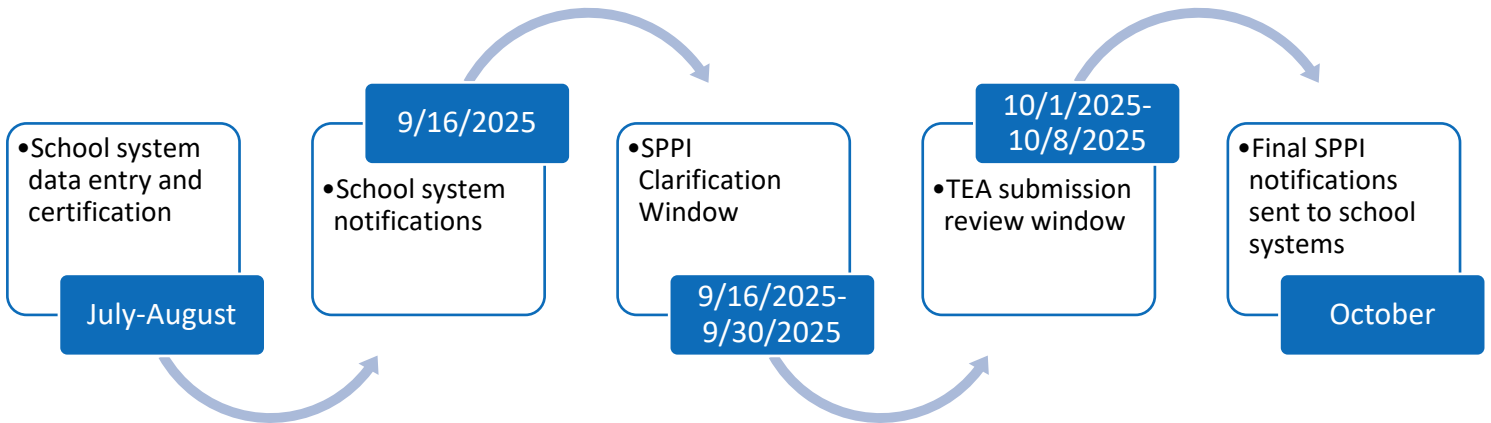 •School system
data entry and
certification
July-August
9/16/2025
•School system
notifications
•SPPI
Clarification
Window
9/16/2025-
9/30/2025
10/1/2025-
10/8/2025
•TEA submission
review window
•Final SPPI
notifications
sent to school
systems
October